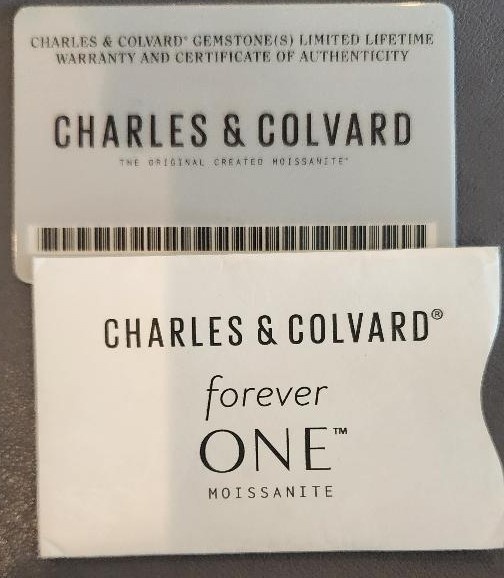 CHARLES & COLVARD® GEMSTONE(S) LIMITED LIFETIME
WARRANTY AND CERTIFICATE OF AUTHENTICITY
CHARLES & COLVARD
THE ORIGINAL CREATED MOISSANITE™
CHARLES & COLVARD®
forever
ONE™
MOISSANITE